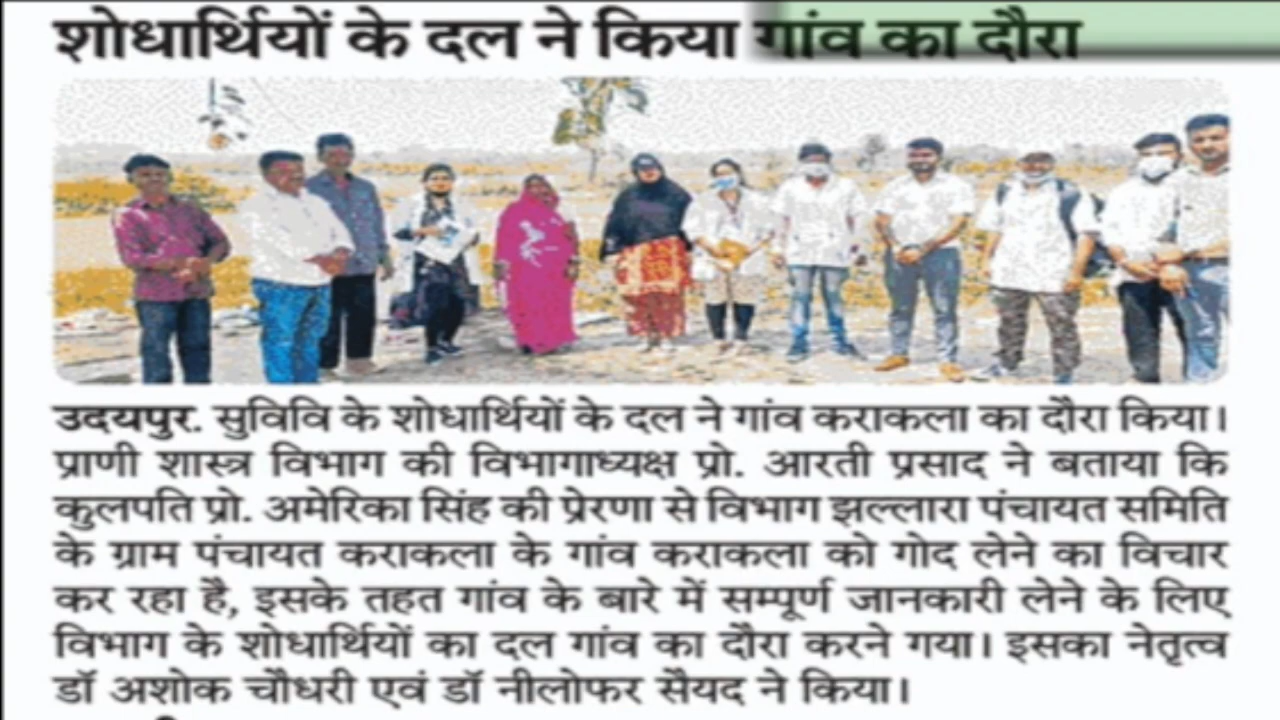 शोधार्थियों के दल ने किया गांव का दौरा
उदयपुर. सुविवि के शोधार्थियों के दल ने गांव कराकला का दौरा किया।
प्राणी शास्त्र विभाग की विभागाध्यक्ष प्रो. आरती प्रसाद ने बताया कि
कुलपति प्रो. अमेरिका सिंह की प्रेरणा से विभाग झल्लारा पंचायत समिति
के ग्राम पंचायत कराकला के गांव कराकला को गोद लेने का विचार
कर रहा है, इसके तहत गांव के बारे में सम्पूर्ण जानकारी लेने के लिए
विभाग के शोधार्थियों का दल गांव का दौरा करने गया। इसका नेतृत्व
डॉ अशोक चौधरी एवं डॉ नीलोफर सैयद ने किया।